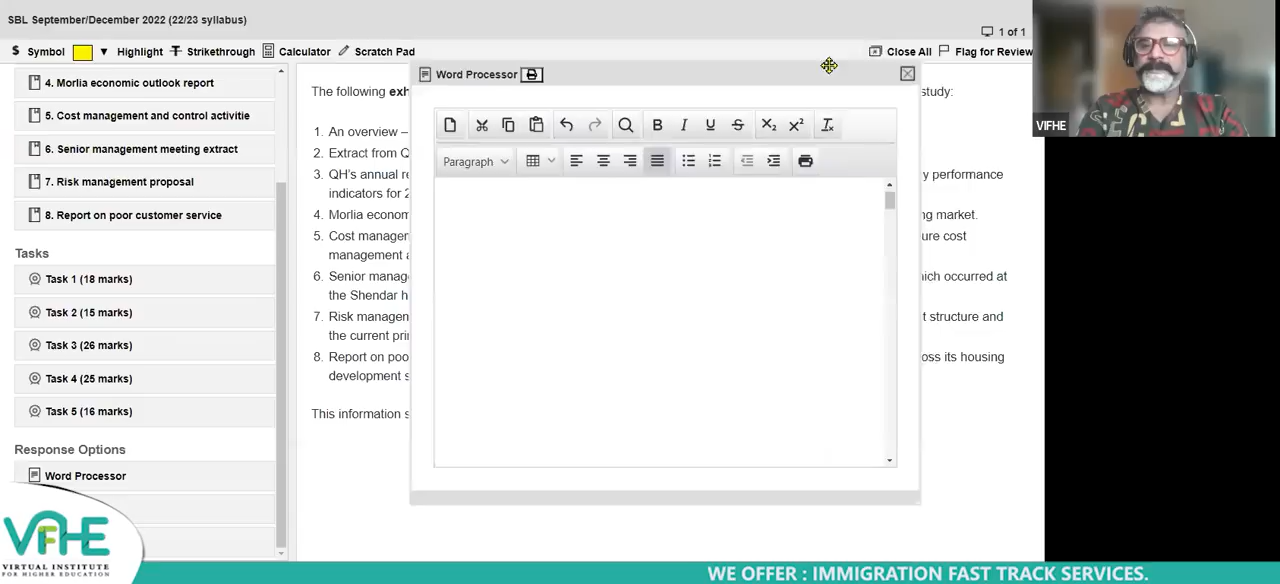 SBL September/December 2022 (22/23 syllabus)
1 of 1
$ Symbol Highlight Strikethrough Calculator Scratch Pad Close All Flag for Review
4. Morlia economic outlook report
5. Cost management and control activitie
6. Senior management meeting extract
7. Risk management proposal
8. Report on poor customer service
Tasks
Task 1 (18 marks)
Task 2 (15 marks)
Task 3 (26 marks)
Task 4 (25 marks)
Task 5 (16 marks)
Response Options
Word Processor
The following exh study:
1. An overview –
2. Extract from Q
3. QH's annual re y performance
indicators for 2
4. Morlia econom ng market.
5. Cost managem ure cost
management a
6. Senior manag hich occurred at
the Shendar h
7. Risk managen t structure and
the current prin
8. Report on poo oss its housing
development s
This information s
Word Processor
B I U S X₂ X² Tx
Paragraph
VIFHE
VIFHE
VIRTUAL INSTITUTE
FOR HIGHER EDUCATION
WE OFFER : IMMIGRATION FAST TRACK SERVICES.